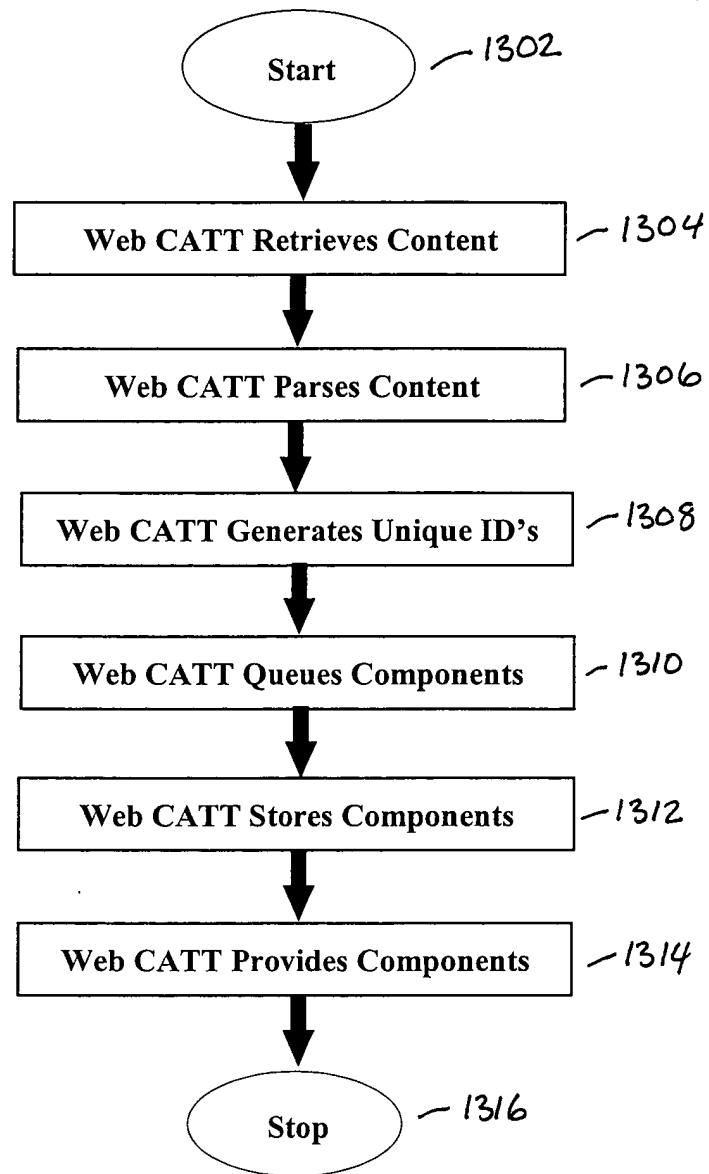 Start 1302
Web CATT Retrieves Content 1304
Web CATT Parses Content 1306
Web CATT Generates Unique ID's 1308
Web CATT Queues Components 1310
Web CATT Stores Components 1312
Web CATT Provides Components 1314
Stop 1316